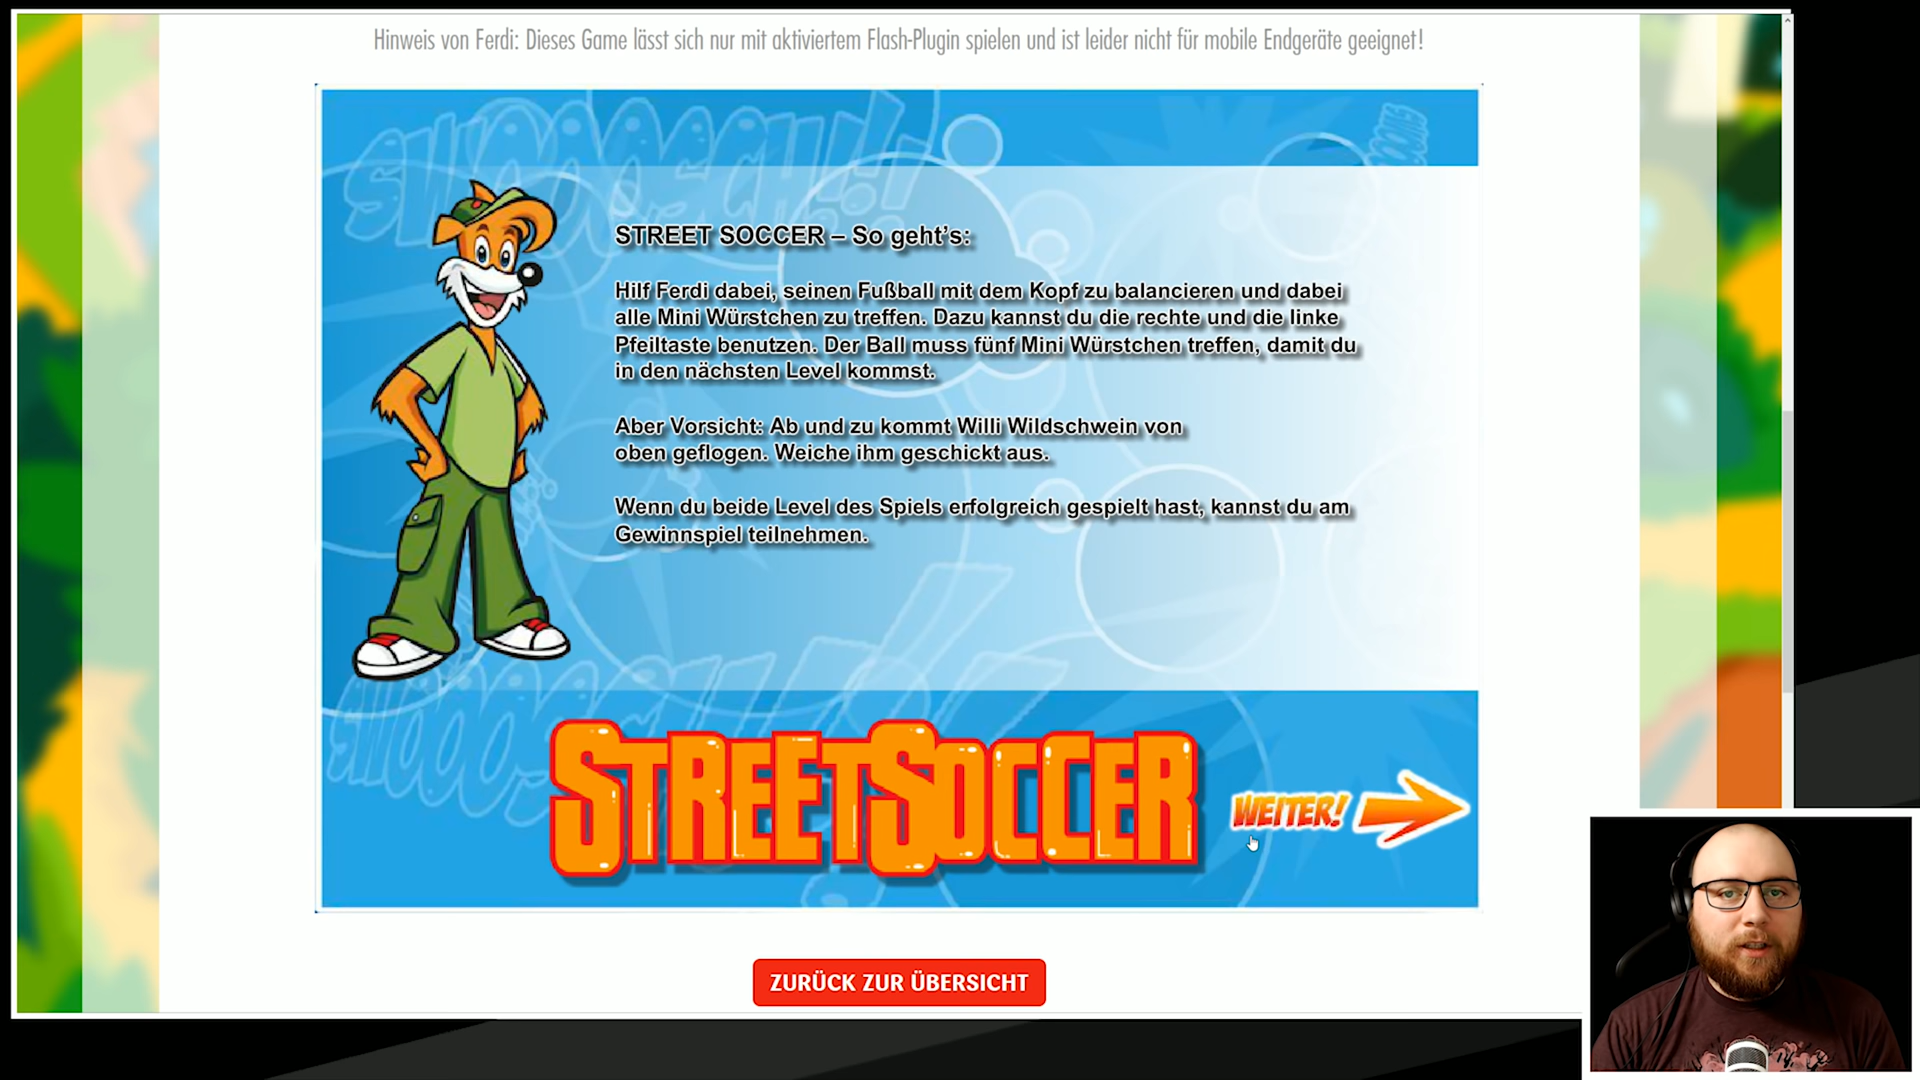 Hinweis von Ferdi: Dieses Game lässt sich nur mit aktiviertem Flash-Plugin spielen und ist leider nicht für mobile Endgeräte geeignet!
STREET SOCCER – So geht’s:
Hilf Ferdi dabei, seinen Fußball mit dem Kopf zu balancieren und dabei
alle Mini Würstchen zu treffen. Dazu kannst du die rechte und die linke
Pfeiltaste benutzen. Der Ball muss fünf Mini Würstchen treffen, damit du
in den nächsten Level kommst.
Aber Vorsicht: Ab und zu kommt Willi Wildschwein von
oben geflogen. Weiche ihm geschickt aus.
Wenn du beide Level des Spiels erfolgreich gespielt hast, kannst du am
Gewinnspiel teilnehmen.
STREETSOCCER
WEITER!
ZURÜCK ZUR ÜBERSICHT